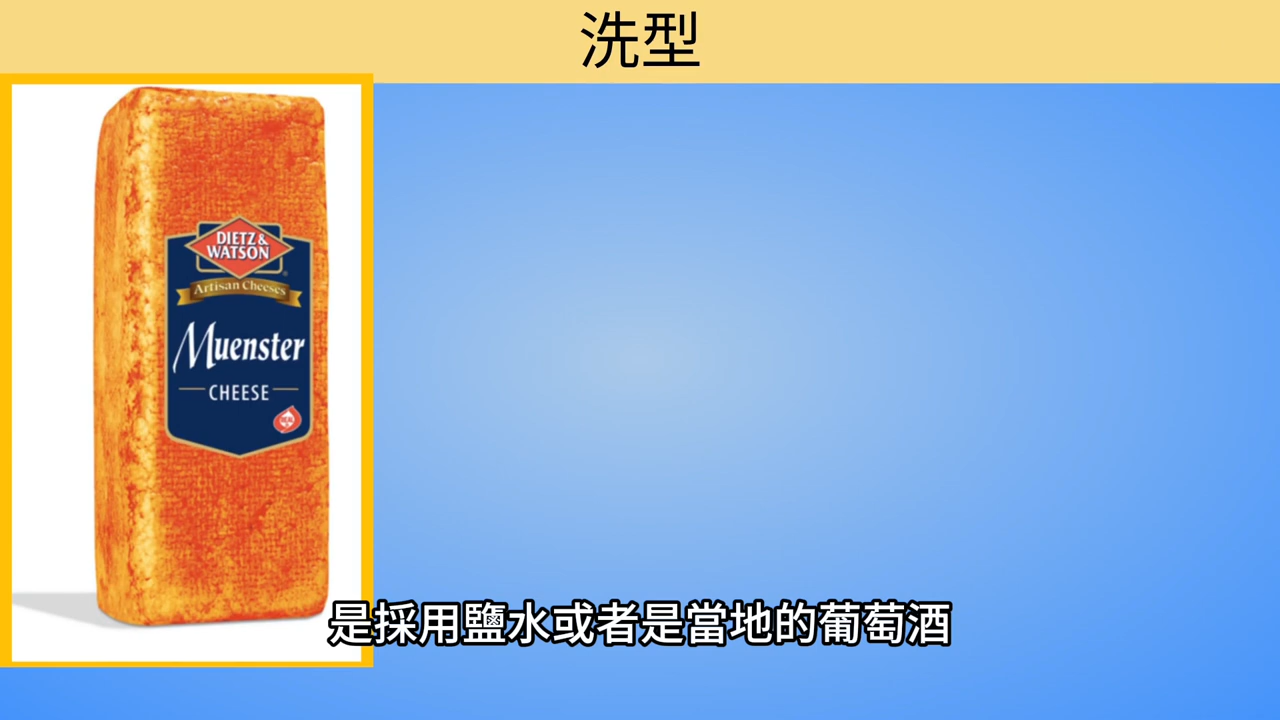 洗型
DIETZ &
WATSON
®
Artisan Cheeses
Muenster
CHEESE
REAL
是採用鹽水或者是當地的葡萄酒